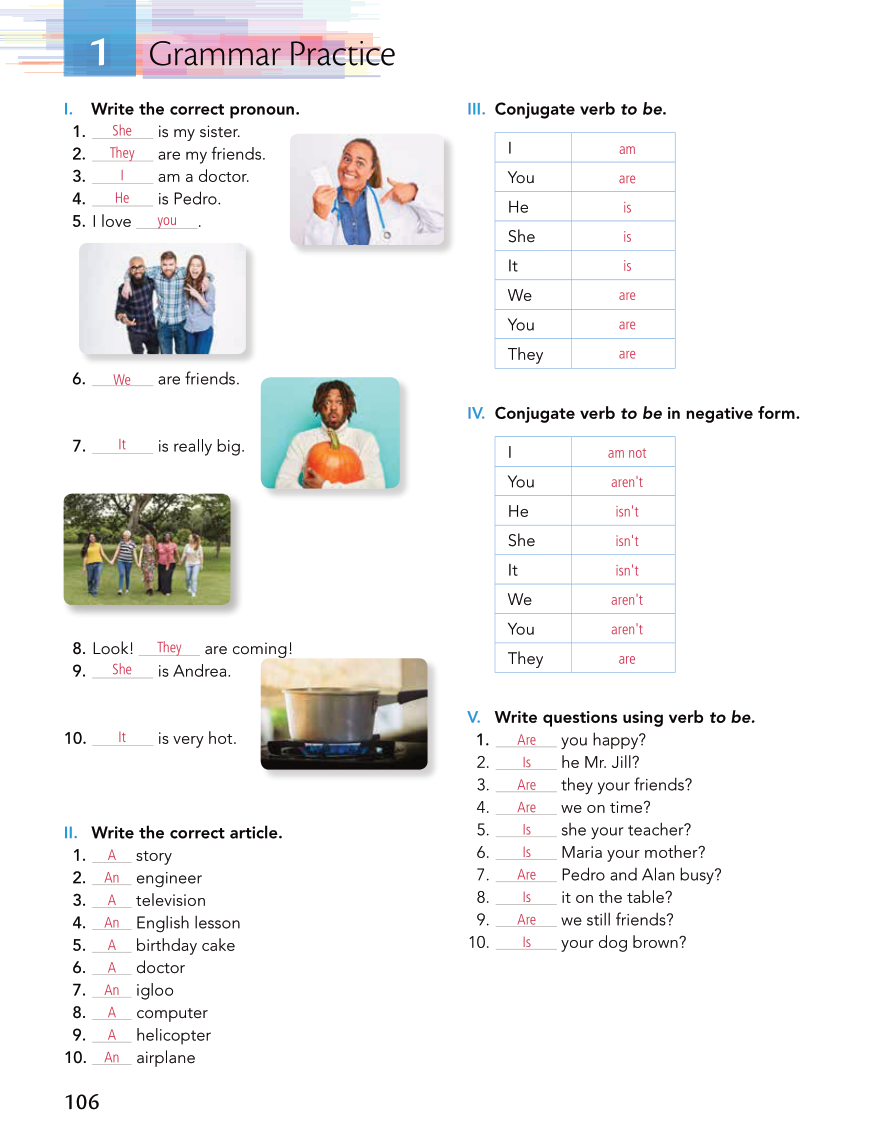 1
Grammar Practice
I. Write the correct pronoun.
1. She is my sister.
2. They are my friends.
3. I am a doctor.
4. He is Pedro.
5. I love you.
6. We are friends.
7. It is really big.
8. Look! They are coming!
9. She is Andrea.
10. It is very hot.
II. Write the correct article.
1. A story
2. An engineer
3. A television
4. An English lesson
5. A birthday cake
6. A doctor
7. An igloo
8. A computer
9. A helicopter
10. An airplane
III. Conjugate verb to be.
I am
You are
He is
She is
It is
We are
You are
They are
IV. Conjugate verb to be in negative form.
I am not
You aren't
He isn't
She isn't
It isn't
We aren't
You aren't
They are
V. Write questions using verb to be.
1. Are you happy?
2. Is he Mr. Jill?
3. Are they your friends?
4. Are we on time?
5. Is she your teacher?
6. Is Maria your mother?
7. Are Pedro and Alan busy?
8. Is it on the table?
9. Are we still friends?
10. Is your dog brown?
106